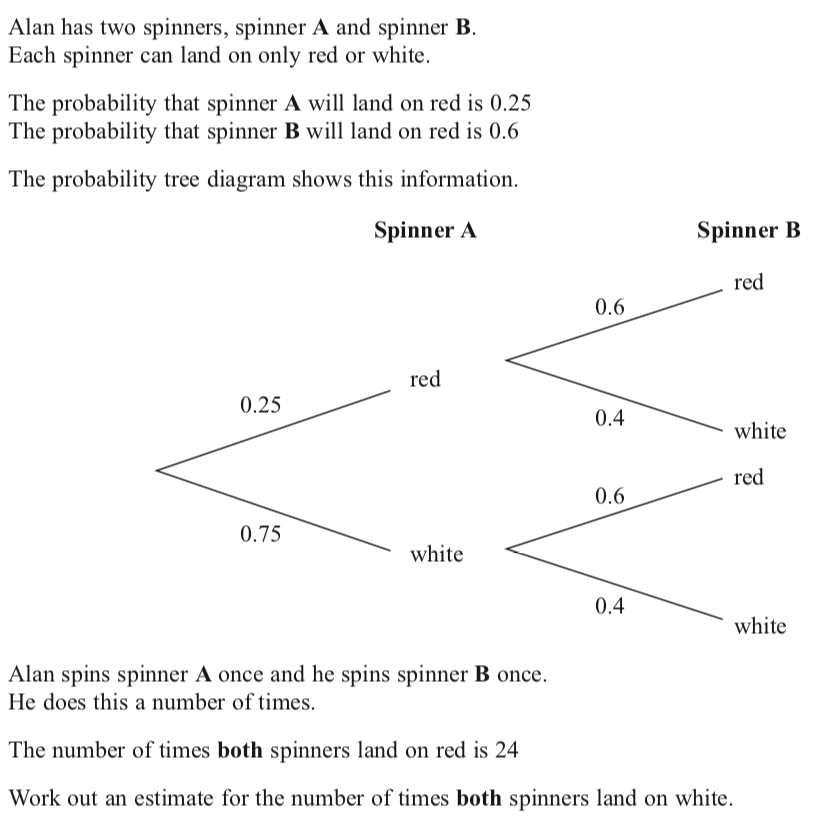 Alan has two spinners, spinner A and spinner B.
Each spinner can land on only red or white.
The probability that spinner A will land on red is 0.25
The probability that spinner B will land on red is 0.6
The probability tree diagram shows this information.
Spinner A Spinner B
red
0.6
red
0.25
0.4
white
red
0.6
0.75
white
0.4
white
Alan spins spinner A once and he spins spinner B once.
He does this a number of times.
The number of times both spinners land on red is 24
Work out an estimate for the number of times both spinners land on white.